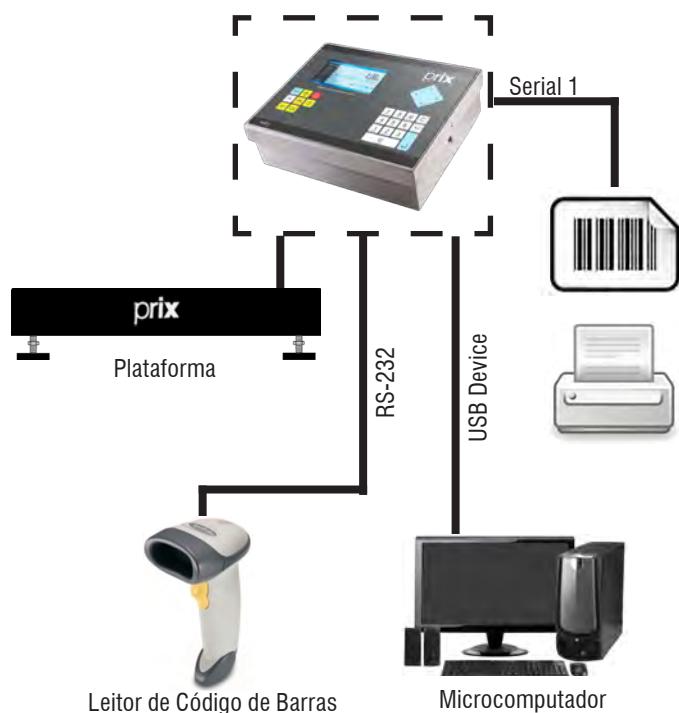 prix
Serial 1
prix
Plataforma
RS-232
USB Device
Leitor de Código de Barras
Microcomputador